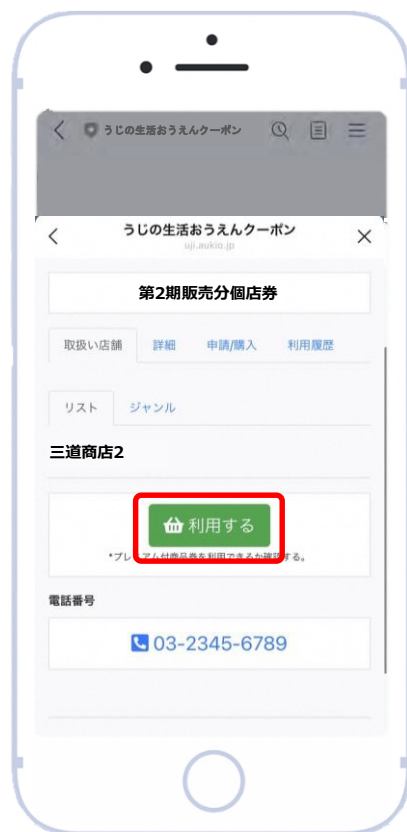 うじの生活おうえんクーポン
うじの生活おうえんクーポン
uji.aukio.jp
第2期販売分個店券
取扱い店舗 詳細 申請/購入 利用履歴
リスト ジャンル
三道商店2
利用する
*プレミアム付商品券を利用できるか確認する。
電話番号
03-2345-6789